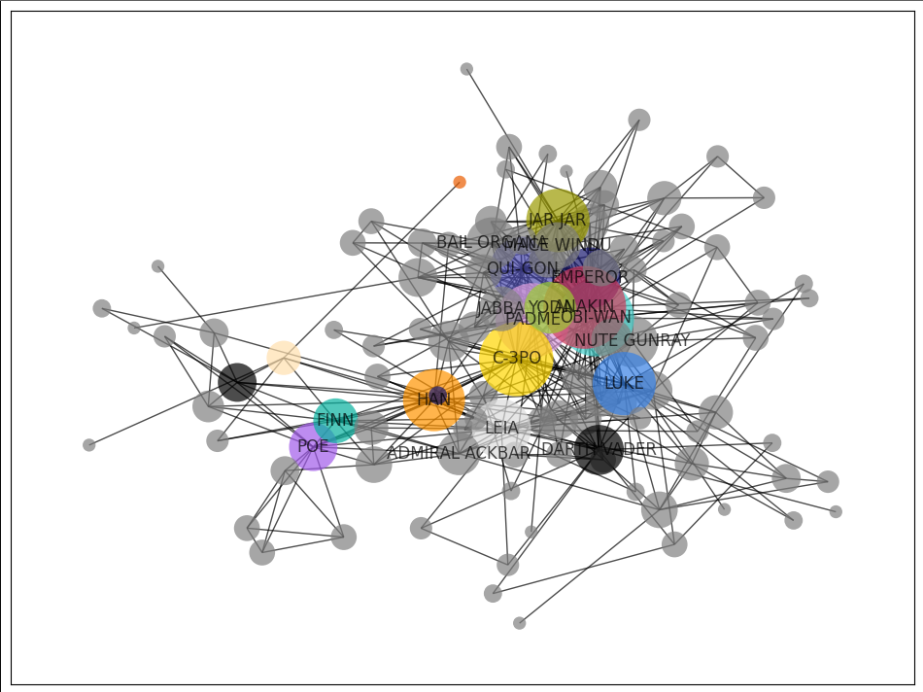 JAR JAR
BAIL ORGANA
MACE WINDU
QUI-GON
EMPEROR
JABBA
YODA
ANAKIN
PADME
OBI-WAN
NUTE GUNRAY
C-3PO
LUKE
HAN
FINN
LEIA
POE
ADMIRAL ACKBAR
DARTH VADER